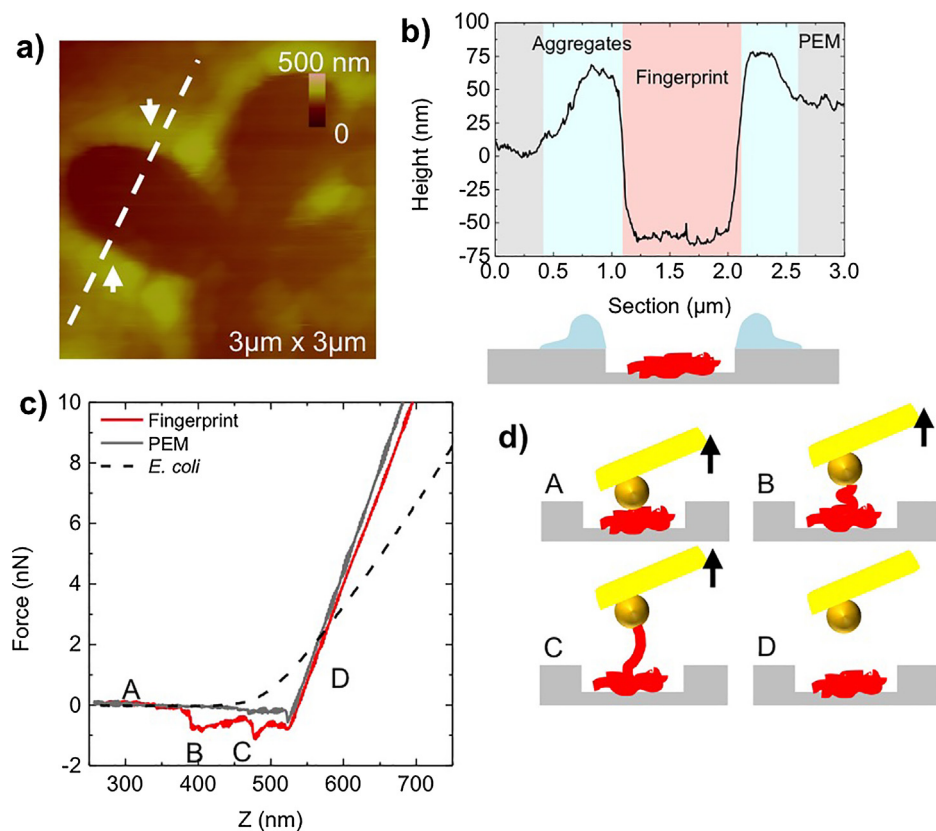 a)
500 nm
0
3µm x 3µm
b)
100
75
50
25
0
-25
-50
-75
Height (nm)
Aggregates
Fingerprint
PEM
0.0 0.5 1.0 1.5 2.0 2.5 3.0
Section (µm)
c)
10
8
6
4
2
0
-2
Force (nN)
Fingerprint
PEM
E. coli
A
B
C
D
300 400 500 600 700
Z (nm)
d)
A
B
C
D